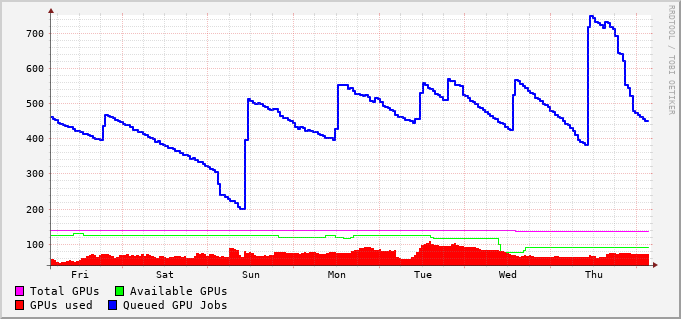 700
600
500
400
300
200
100
Fri Sat Sun Mon Tue Wed Thu
Total GPUs Available GPUs
GPUs used Queued GPU Jobs
RRDTOOL / TOBI OETIKER